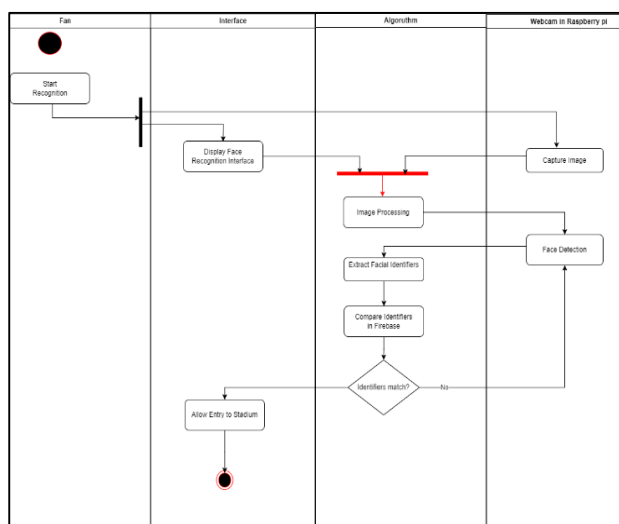 Fan
Interface
Algoruthm
Webcam in Raspberry pi
Start
Recognition
Display Face
Recognition Interface
Capture Image
Image Processing
Face Detection
Extract Facial Identifiers
Compare Identifiers
in Firebase
Identifiers match?
No
Allow Entry to Stadium